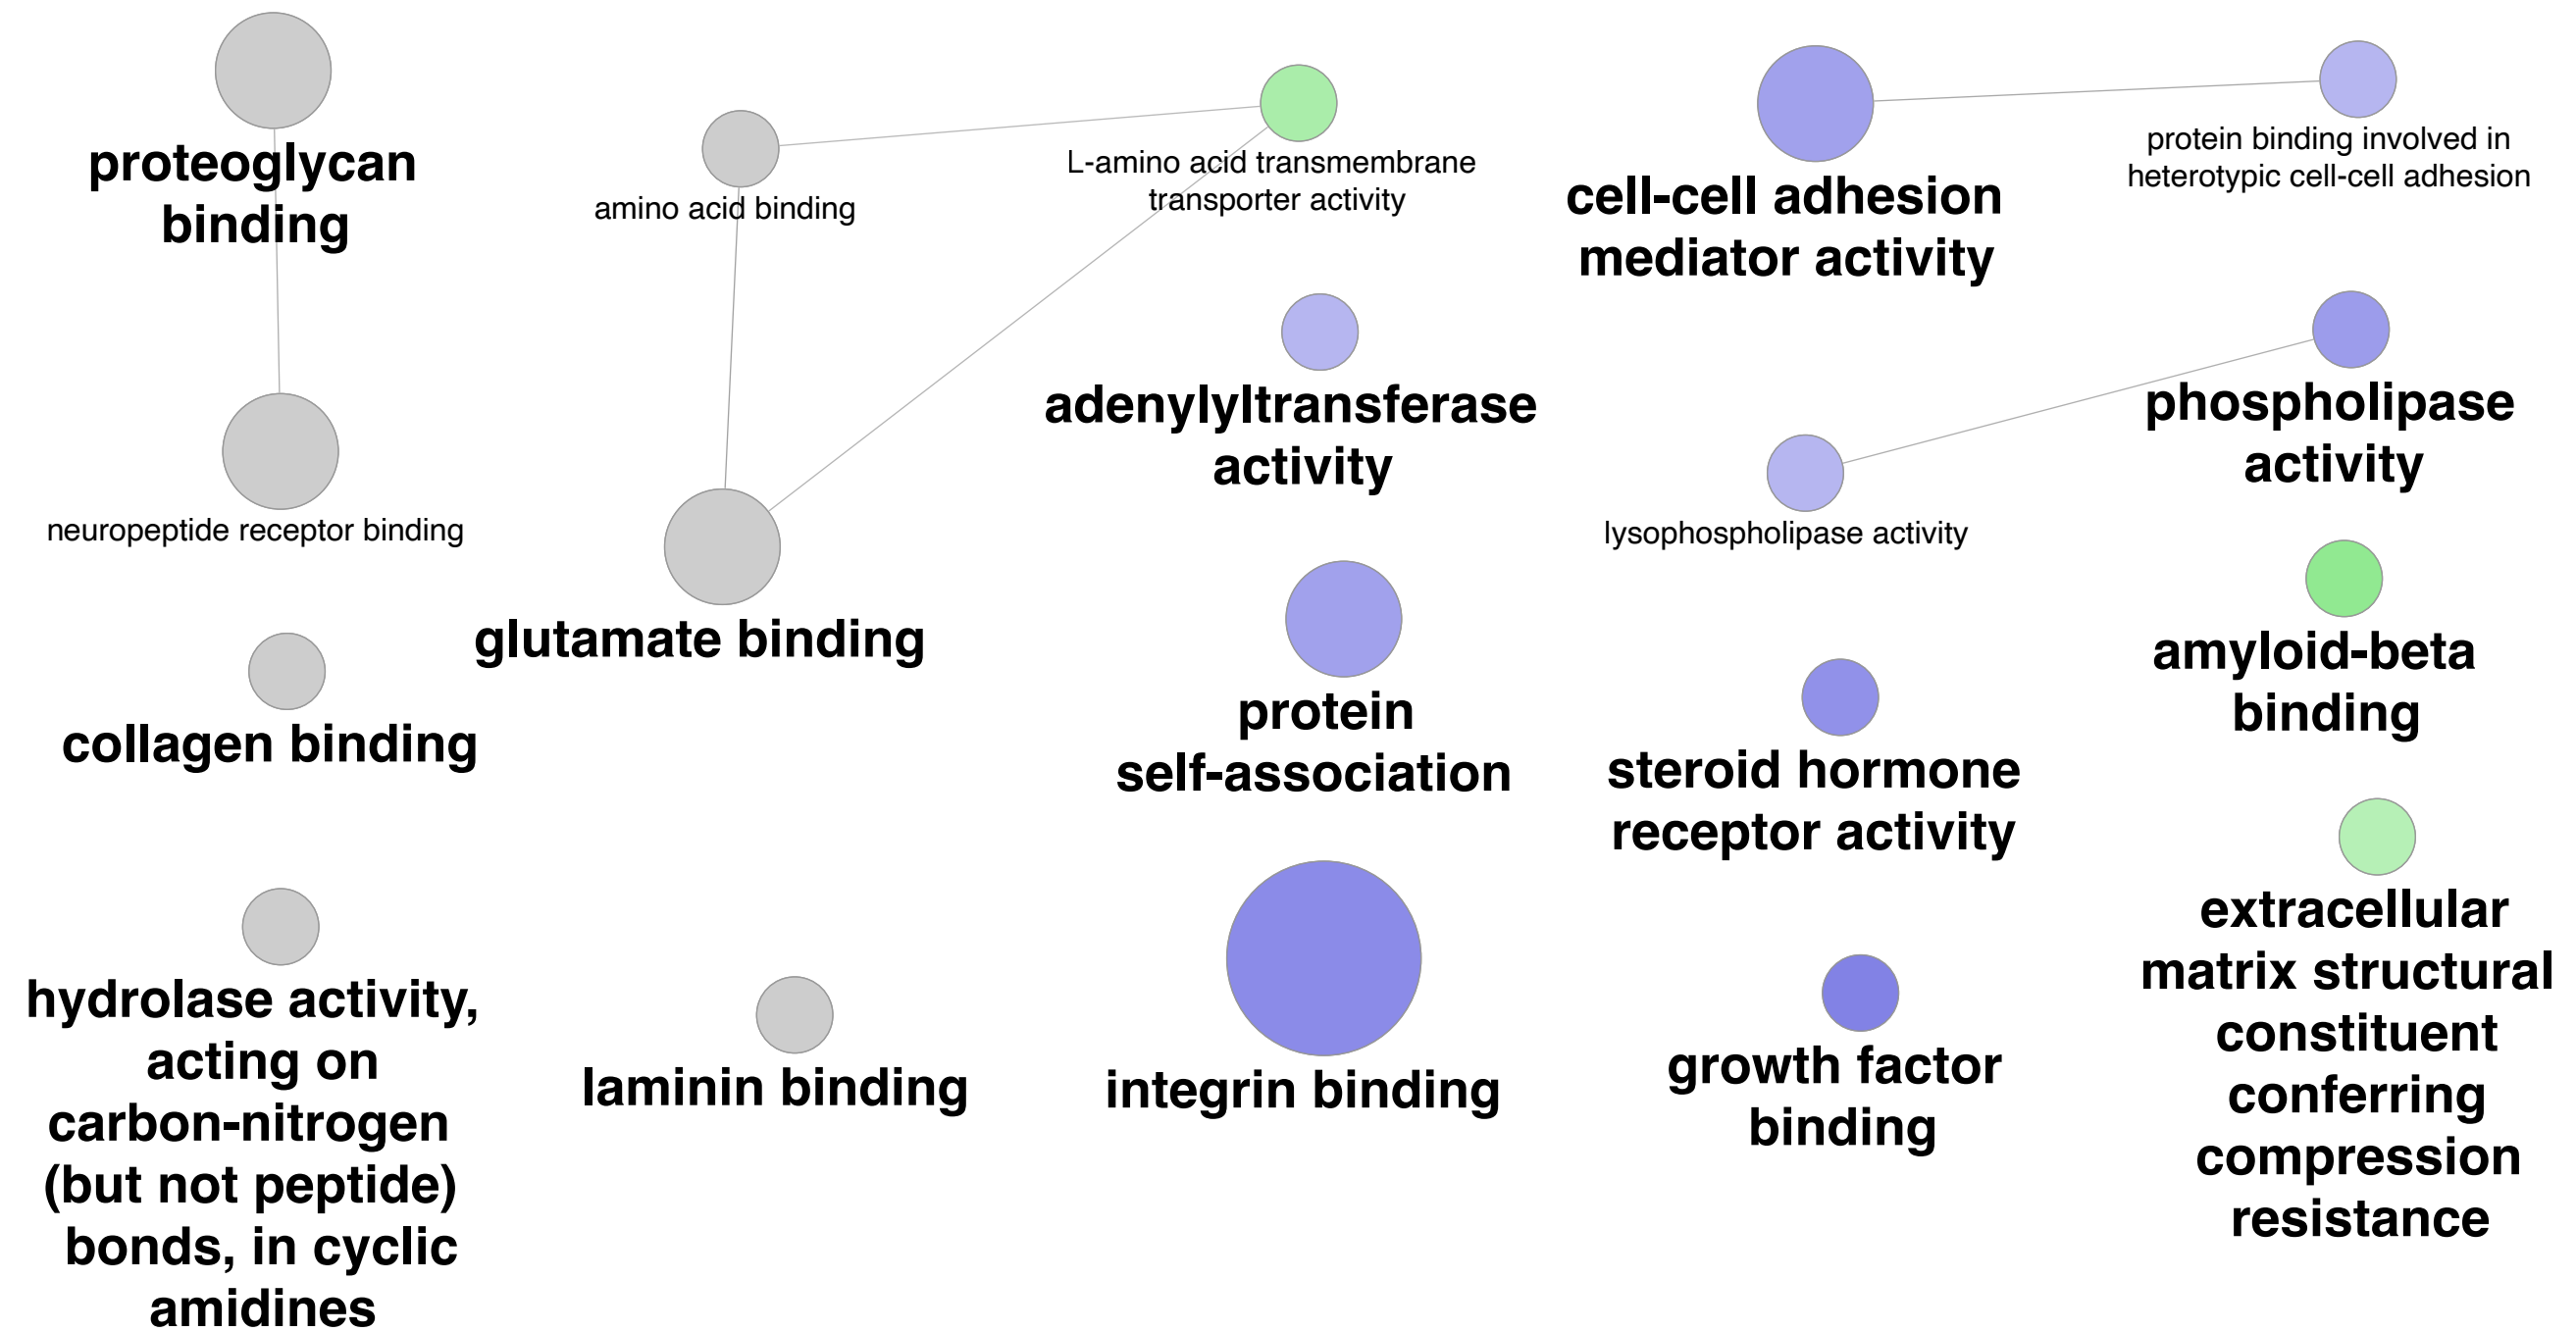 proteoglycan
binding
amino acid binding
L-amino acid transmembrane
transporter activity
cell-cell adhesion
mediator activity
protein binding involved in
heterotypic cell-cell adhesion
neuropeptide receptor binding
adenylyltransferase
activity
phospholipase
activity
lysophospholipase activity
glutamate binding
collagen binding
protein
self-association
steroid hormone
receptor activity
amyloid-beta
binding
hydrolase activity,
acting on
carbon-nitrogen
(but not peptide)
bonds, in cyclic
amidines
laminin binding
integrin binding
growth factor
binding
extracellular
matrix structural
constituent
conferring
compression
resistance